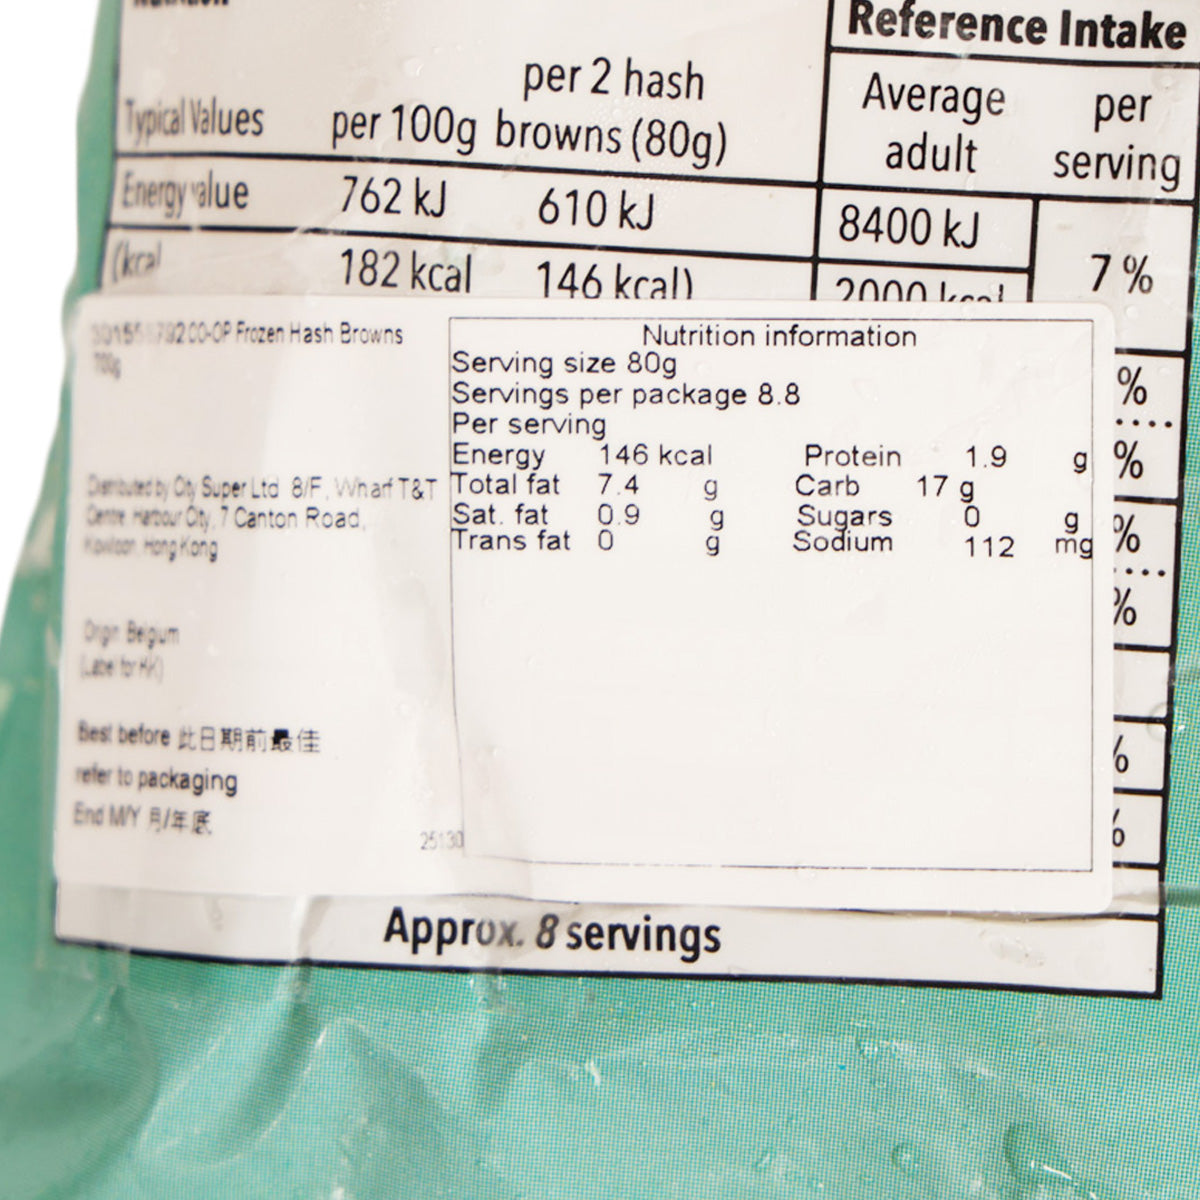 Reference Intake
per 2 hash
Average per
Typical Values per 100g browns (80g)
adult serving
Energy value 762 kJ 610 kJ 8400 kJ
7 %
(kcal 182 kcal 146 kcal) 2000 kcal
CO-OP Frozen Hash Browns
700g
Nutrition information
Serving size 80g
Servings per package 8.8
Per serving
Energy 146 kcal Protein 1.9 g
Total fat 7.4 g Carb 17 g
Sat. fat 0.9 g Sugars 0 g
Trans fat 0 g Sodium 112 mg
%
%
%
%
%
%
Distributed by City Super Ltd 8/F, Wharf T&T
Centre Harbour City, 7 Canton Road,
Kowloon, Hong Kong
Origin Belgium
(Label for HK)
Best before 此日期前最佳
refer to packaging
End M/Y 月/年底
25130
Approx. 8 servings